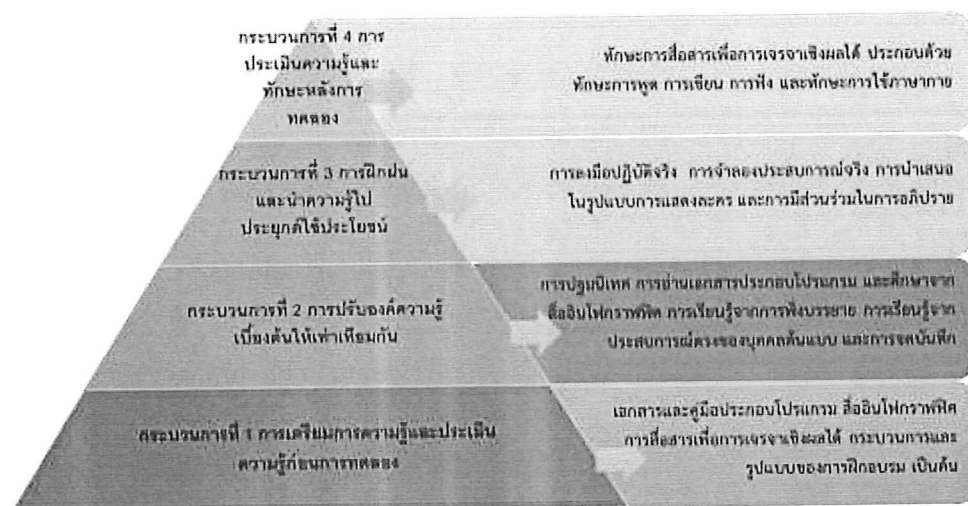 กระบวนการที่ 4 การ
ประเมินความรู้และ
ทักษะหลังการ
ทดลอง
ทักษะการสื่อสารเพื่อการเจรจาเชิงผลได้ ประกอบด้วย
ทักษะการพูด การเขียน การฟัง และทักษะการใช้ภาษากาย
กระบวนการที่ 3 การฝึกฝน
และนำความรู้ไป
ประยุกต์ใช้ประโยชน์
การลงมือปฏิบัติจริง การจำลองประสบการณ์จริง การนำเสนอ
ในรูปแบบการแสดงละคร และการมีส่วนร่วมในการอภิปราย
กระบวนการที่ 2 การปรับองค์ความรู้
เบื้องต้นให้เท่าเทียมกัน
การปฐมนิเทศ การอ่านเอกสารประกอบโปรแกรม และศึกษาจาก
สื่ออินโฟกราฟฟิค การเรียนรู้จากการฟังบรรยาย การเรียนรู้จาก
ประสบการณ์ตรงของบุคคลต้นแบบ และการจดบันทึก
กระบวนการที่ 1 การเตรียมการความรู้และประเมิน
ความรู้ก่อนการทดลอง
เอกสารและคู่มือประกอบโปรแกรม สื่ออินโฟกราฟฟิค
การสื่อสารเพื่อการเจรจาเชิงผลได้ กระบวนการและ
รูปแบบของการฝึกอบรม เป็นต้น